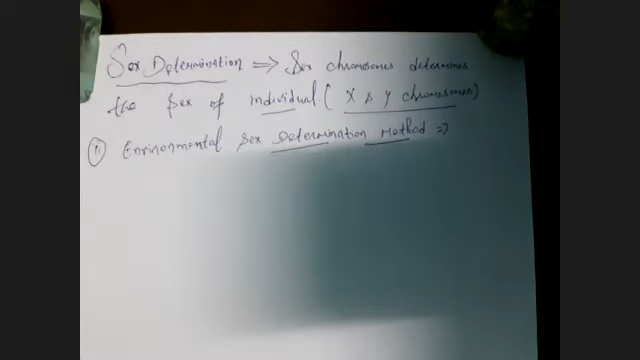 Sex Determination ⇒ Sex chromosomes determines
the Sex of individual ( X & Y chromosomes)
① Environmental Sex Determination Method ⇒